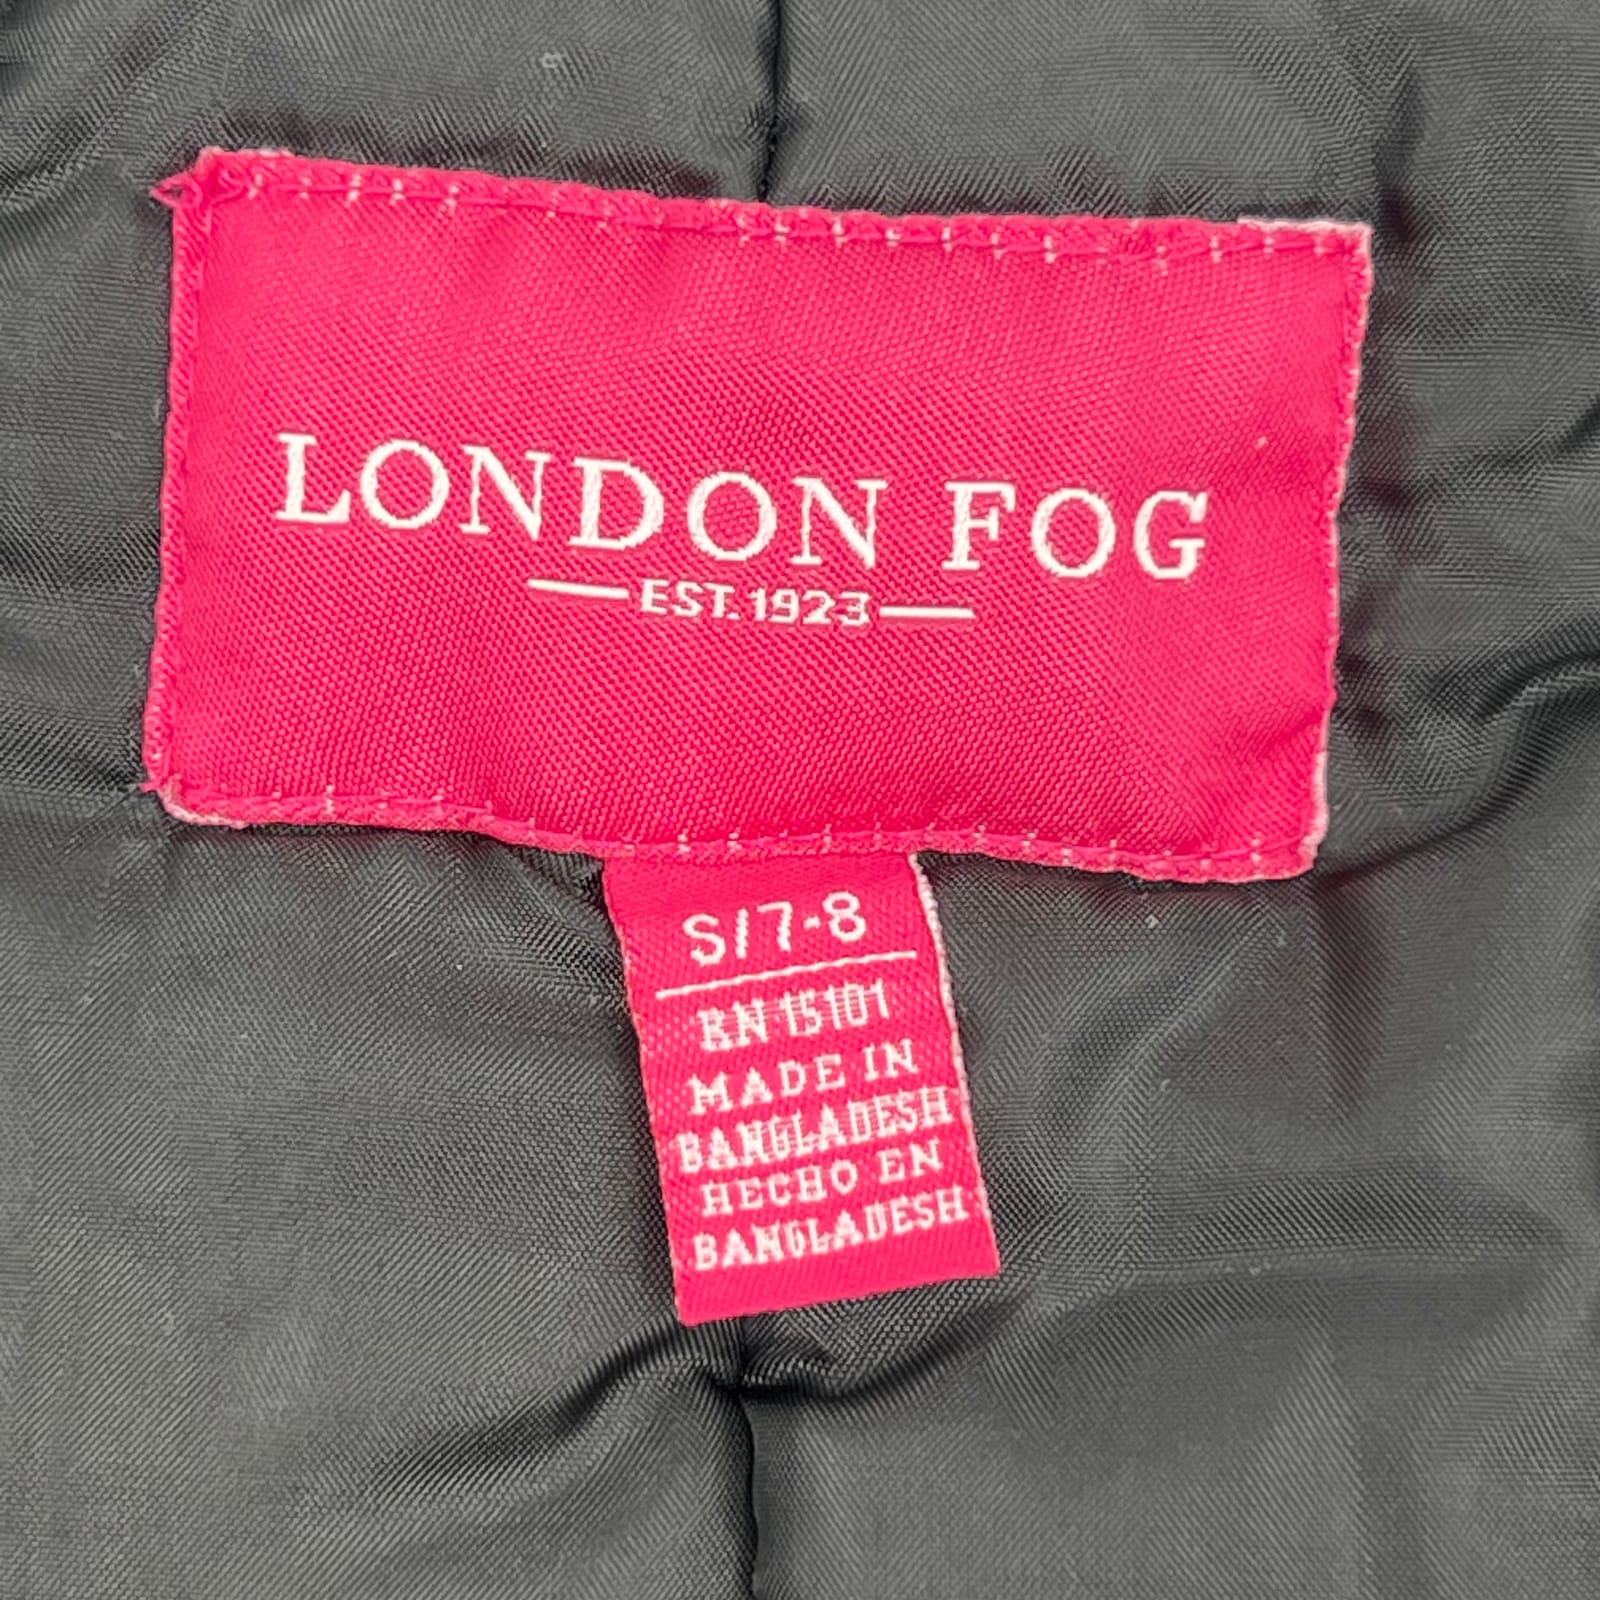 LONDON FOG
EST. 1923
S/7-8
RN 15101
MADE IN
BANGLADESH
HECHO EN
BANGLADESH